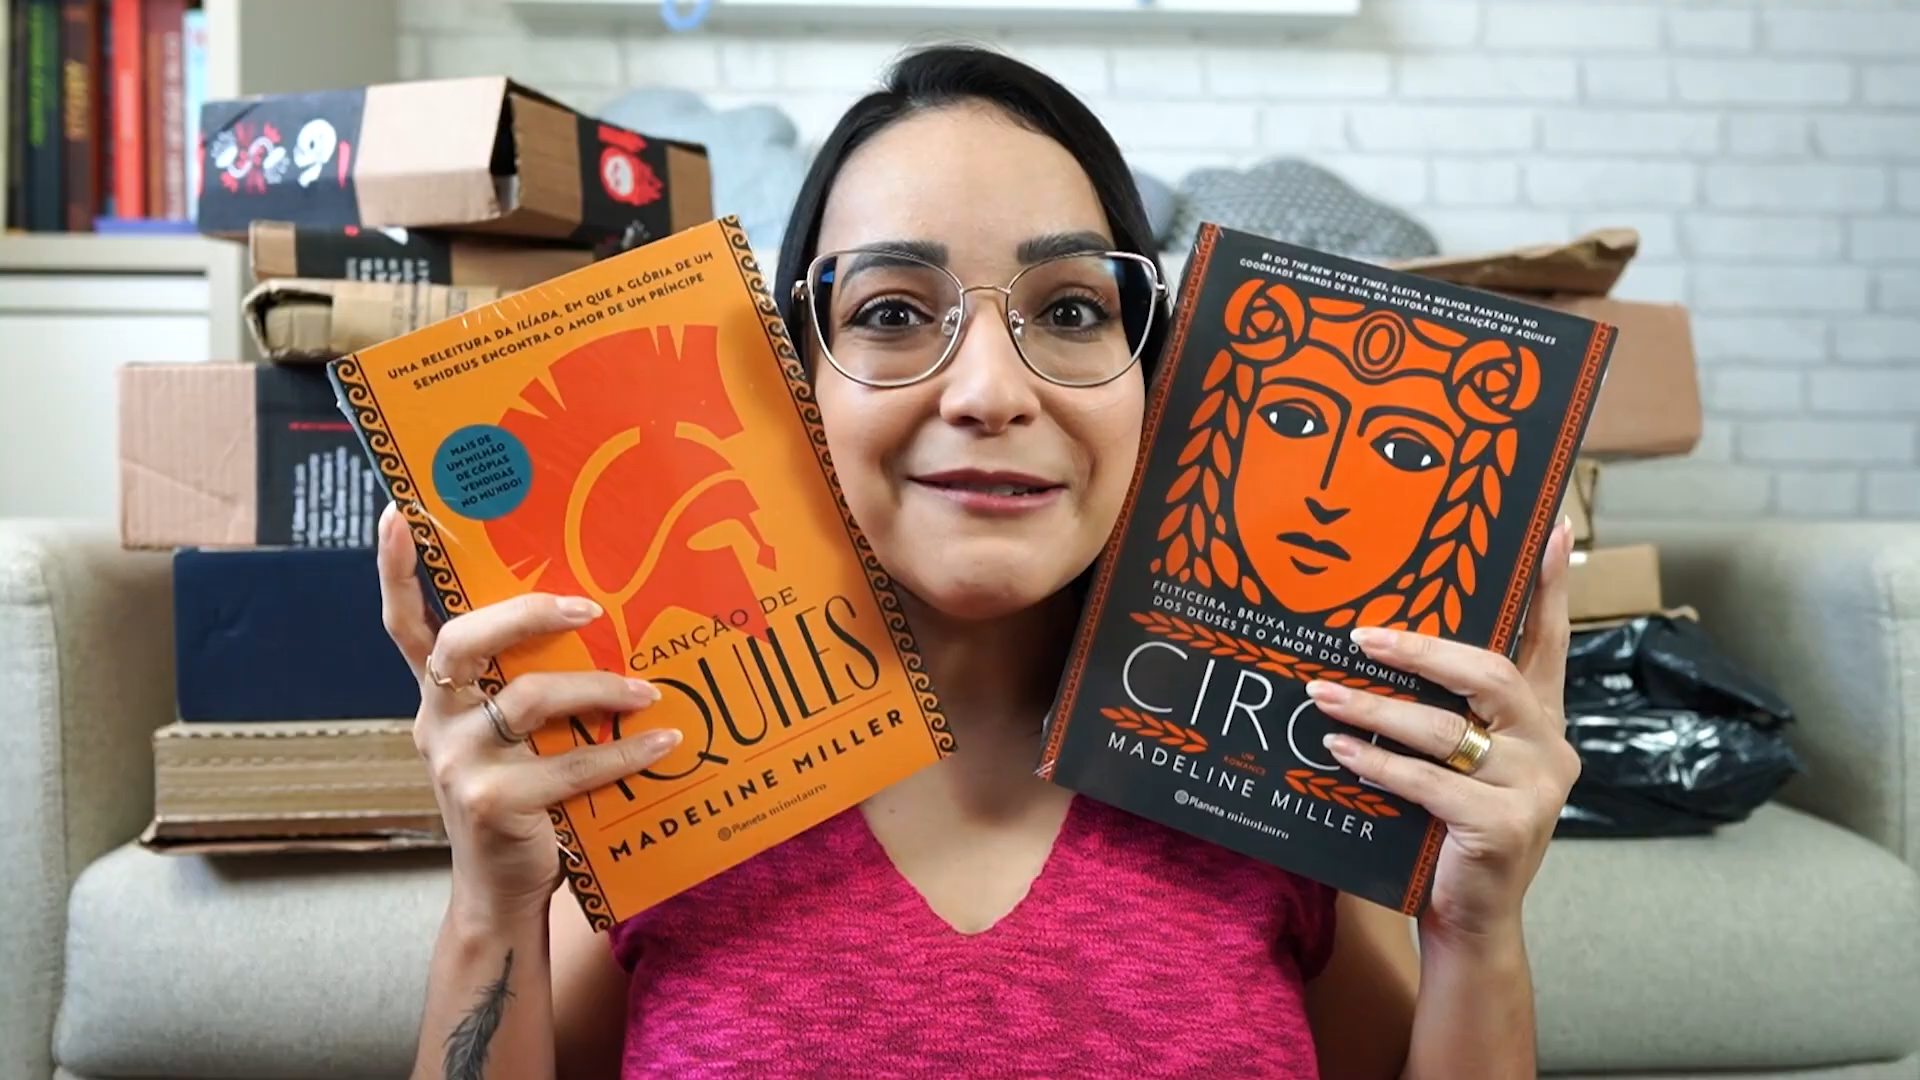 UMA RELEITURA DA ILÍADA, EM QUE A GLÓRIA DE UM
SEMIDEUS ENCONTRA O AMOR DE UM PRÍNCIPE
MAIS DE
UM MILHÃO
DE CÓPIAS
VENDIDAS
NO MUNDO!
CANÇÃO DE
AQUILES
MADELINE MILLER
Planeta minotauro
#1 DO THE NEW YORK TIMES, ELEITA A MELHOR FANTASIA NO
GOODREADS AWARDS DE 2018, DA AUTORA DE A CANÇÃO DE AQUILES
FEITICEIRA. BRUXA. ENTRE O
DOS DEUSES E O AMOR DOS HOMENS.
CIRCE
UM
ROMANCE
MADELINE MILLER
Planeta minotauro